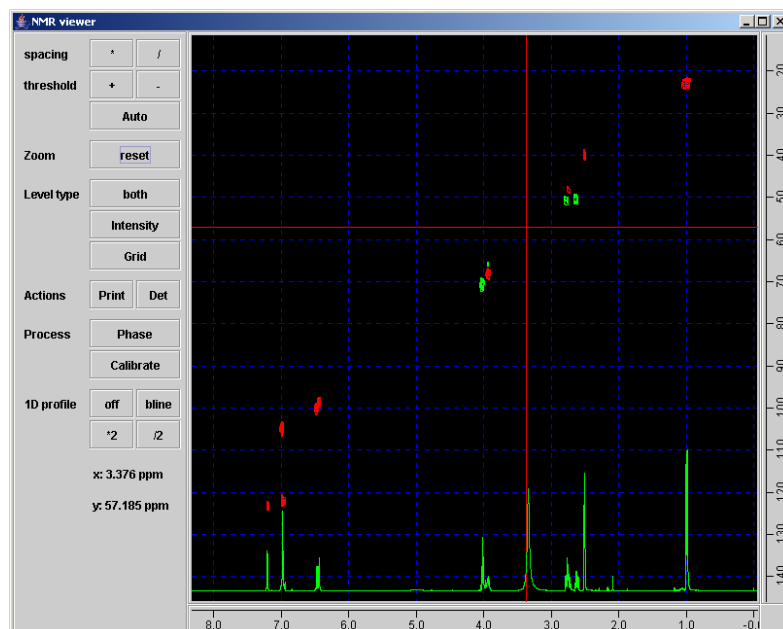 NMR viewer
spacing * /
threshold + -
Auto
Zoom reset
Level type both
Intensity
Grid
Actions Print Det
Process Phase
Calibrate
1D profile off bline
*2 /2
x: 3.376 ppm
y: 57.185 ppm
20
30
40
50
60
70
80
90
100
110
120
130
140
8.0 7.0 6.0 5.0 4.0 3.0 2.0 1.0 -0.0